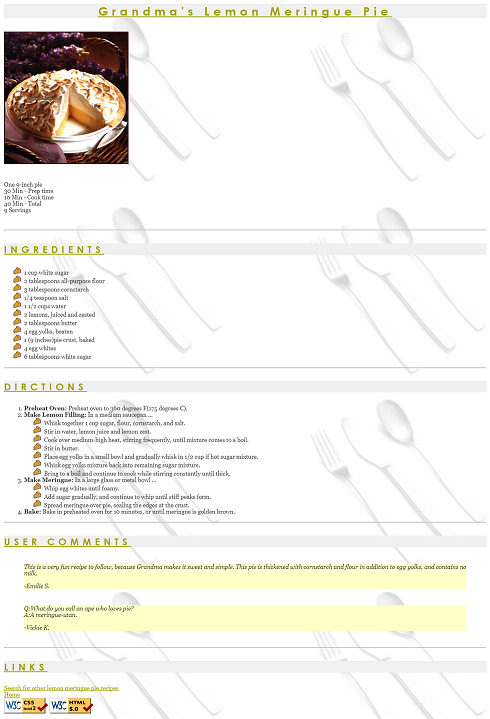 Grandma's Lemon Meringue Pie
One 9-inch pie
30 Min - Prep time
10 Min - Cook time
40 Min - Total
9 Servings
INGREDIENTS
1 cup white sugar
2 tablespoons all-purpose flour
3 tablespoons cornstarch
1/4 teaspoon salt
1 1/2 cups water
2 lemons, juiced and zested
2 tablespoons butter
4 egg yolks, beaten
1 (9 inches)pie crust, baked
4 egg whites
6 tablespoons white sugar
DIRCTIONS
1. Preheat Oven: Preheat oven to 360 degrees F(175 degrees C).
2. Make Lemon Filling: In a medium saucepan ...
Whisk together 1 cup sugar, flour, cornstarch, and salt.
Stir in water, lemon juice and lemon zest.
Cook over medium-high heat, stirring frequently, until mixture comes to a boil.
Stir in butter.
Place egg yolks in a small bowl and gradually whisk in 1/2 cup if hot sugar mixture.
Whisk egg yolks mixture back into remaining sugar mixture.
Bring to a boil and continue to cook while stirring constantly until thick.
3. Make Meringue: In a large glass or metal bowl ...
Whip egg whites until foamy.
Add sugar gradually, and continue to whip until stiff peaks form.
Spread meringue over pie, sealing the edges at the crust.
4. Bake: Bake in preheated oven for 10 minutes, or until meringue is golden brown.
USER COMMENTS
This is a very fun recipe to follow, because Grandma makes it sweet and simple. This pie is thickened with cornstarch and flour in addition to egg yolks, and contains no
milk.
-Emilie S.
Q:What do you call an ape who loves pie?
A:A meringue-utan.
-Vickie K.
LINKS
Search for other lemon meringue pie recipes
Home
W3C CSS level 2 W3C HTML 5.0